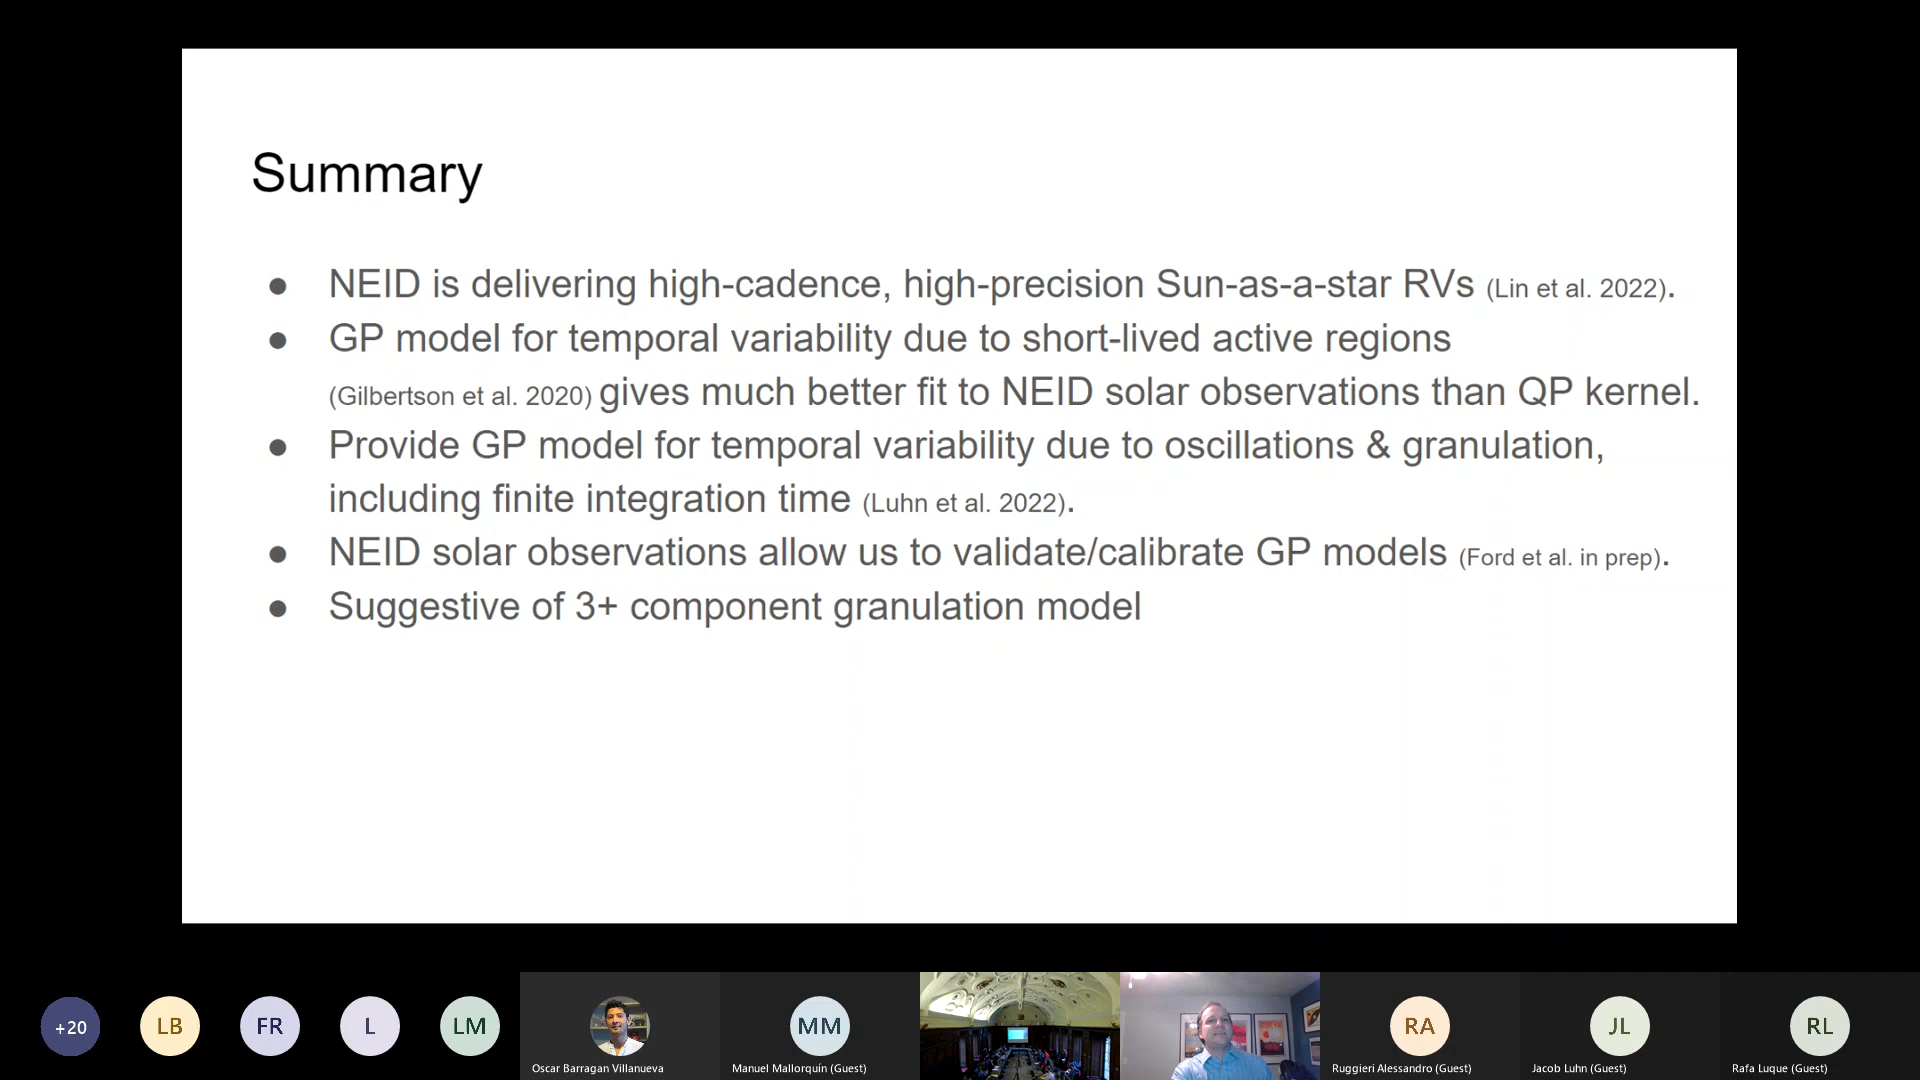 Summary
● NEID is delivering high-cadence, high-precision Sun-as-a-star RVs (Lin et al. 2022).
● GP model for temporal variability due to short-lived active regions
(Gilbertson et al. 2020) gives much better fit to NEID solar observations than QP kernel.
● Provide GP model for temporal variability due to oscillations & granulation,
including finite integration time (Luhn et al. 2022).
● NEID solar observations allow us to validate/calibrate GP models (Ford et al. in prep).
● Suggestive of 3+ component granulation model
+20
LB
FR
L
LM
Oscar Barragan Villanueva
MM
Manuel Mallorquín (Guest)
RA
Ruggieri Alessandro (Guest)
JL
Jacob Luhn (Guest)
RL
Rafa Luque (Guest)